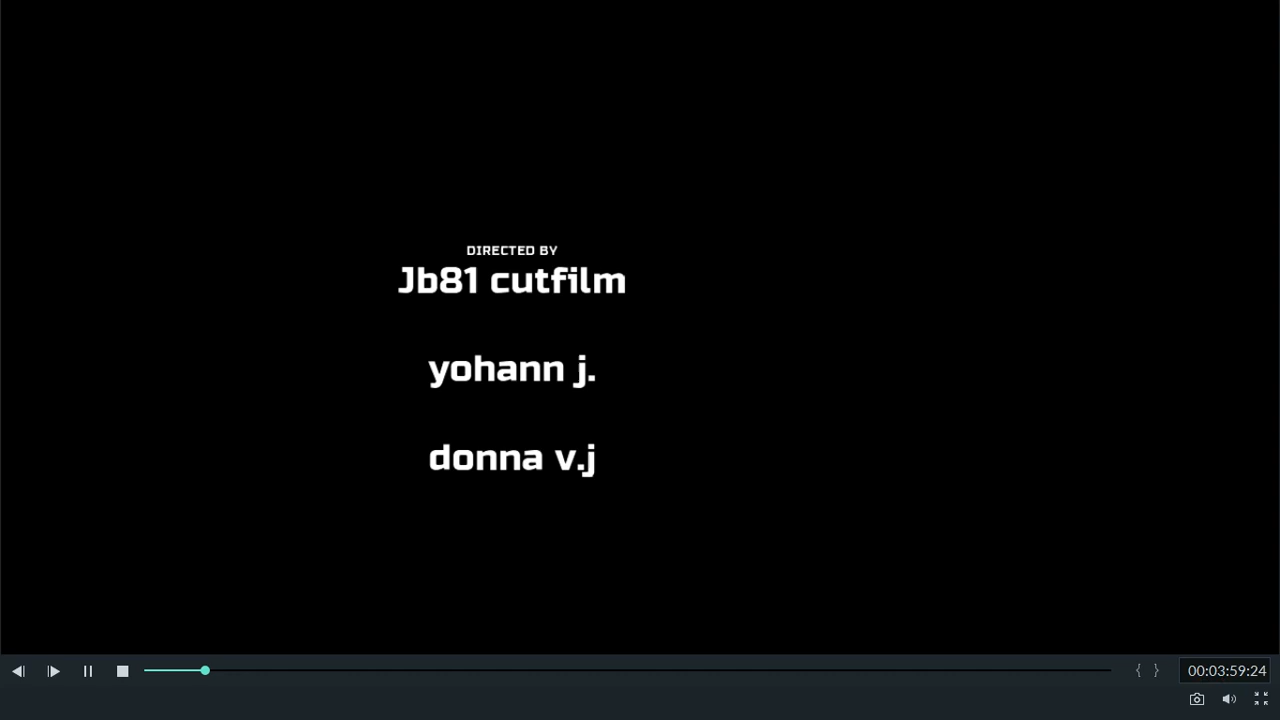 DIRECTED BY
Jb81 cutfilm
yohann j.
donna v.j
{ }
00:03:59:24